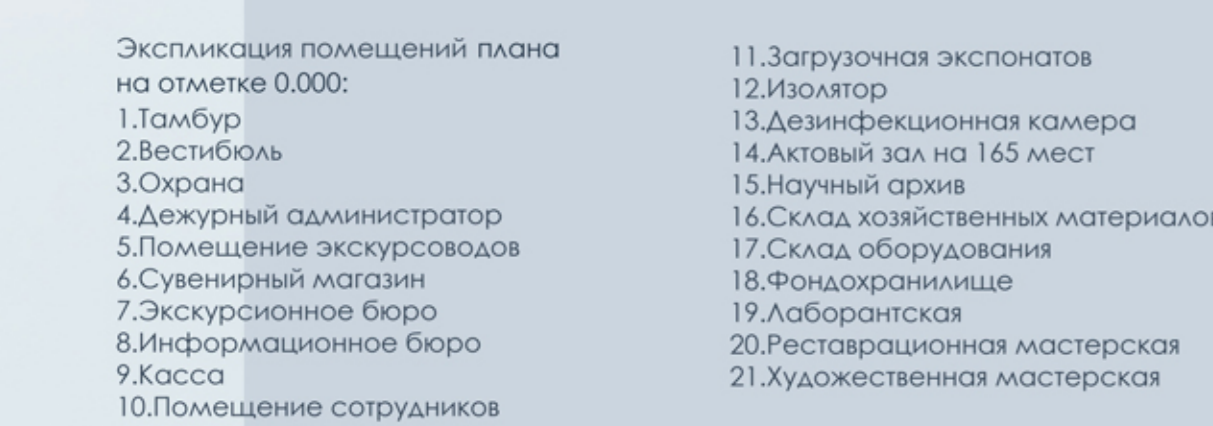 Экспликация помещений плана
на отметке 0.000:
1.Тамбур
2.Вестибюль
3.Охрана
4.Дежурный администратор
5.Помещение экскурсоводов
6.Сувенирный магазин
7.Экскурсионное бюро
8.Информационное бюро
9.Касса
10.Помещение сотрудников
11.Загрузочная экспонатов
12.Изолятор
13.Дезинфекционная камера
14.Актовый зал на 165 мест
15.Научный архив
16.Склад хозяйственных
17.Склад оборудования
18.Фондохранилище
19.Лаборантская
20.Реставрационная мастерская
21.Художественная мастерская